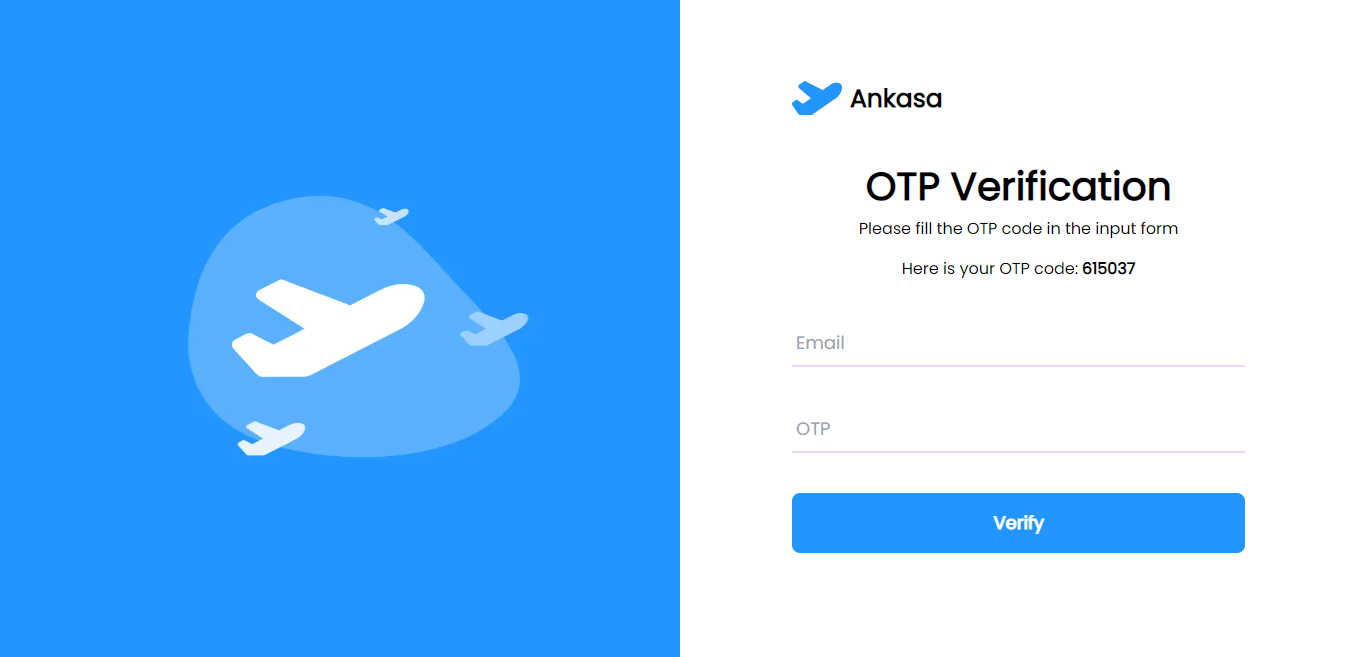 Ankasa
OTP Verification
Please fill the OTP code in the input form
Here is your OTP code: 615037
Email
OTP
Verify